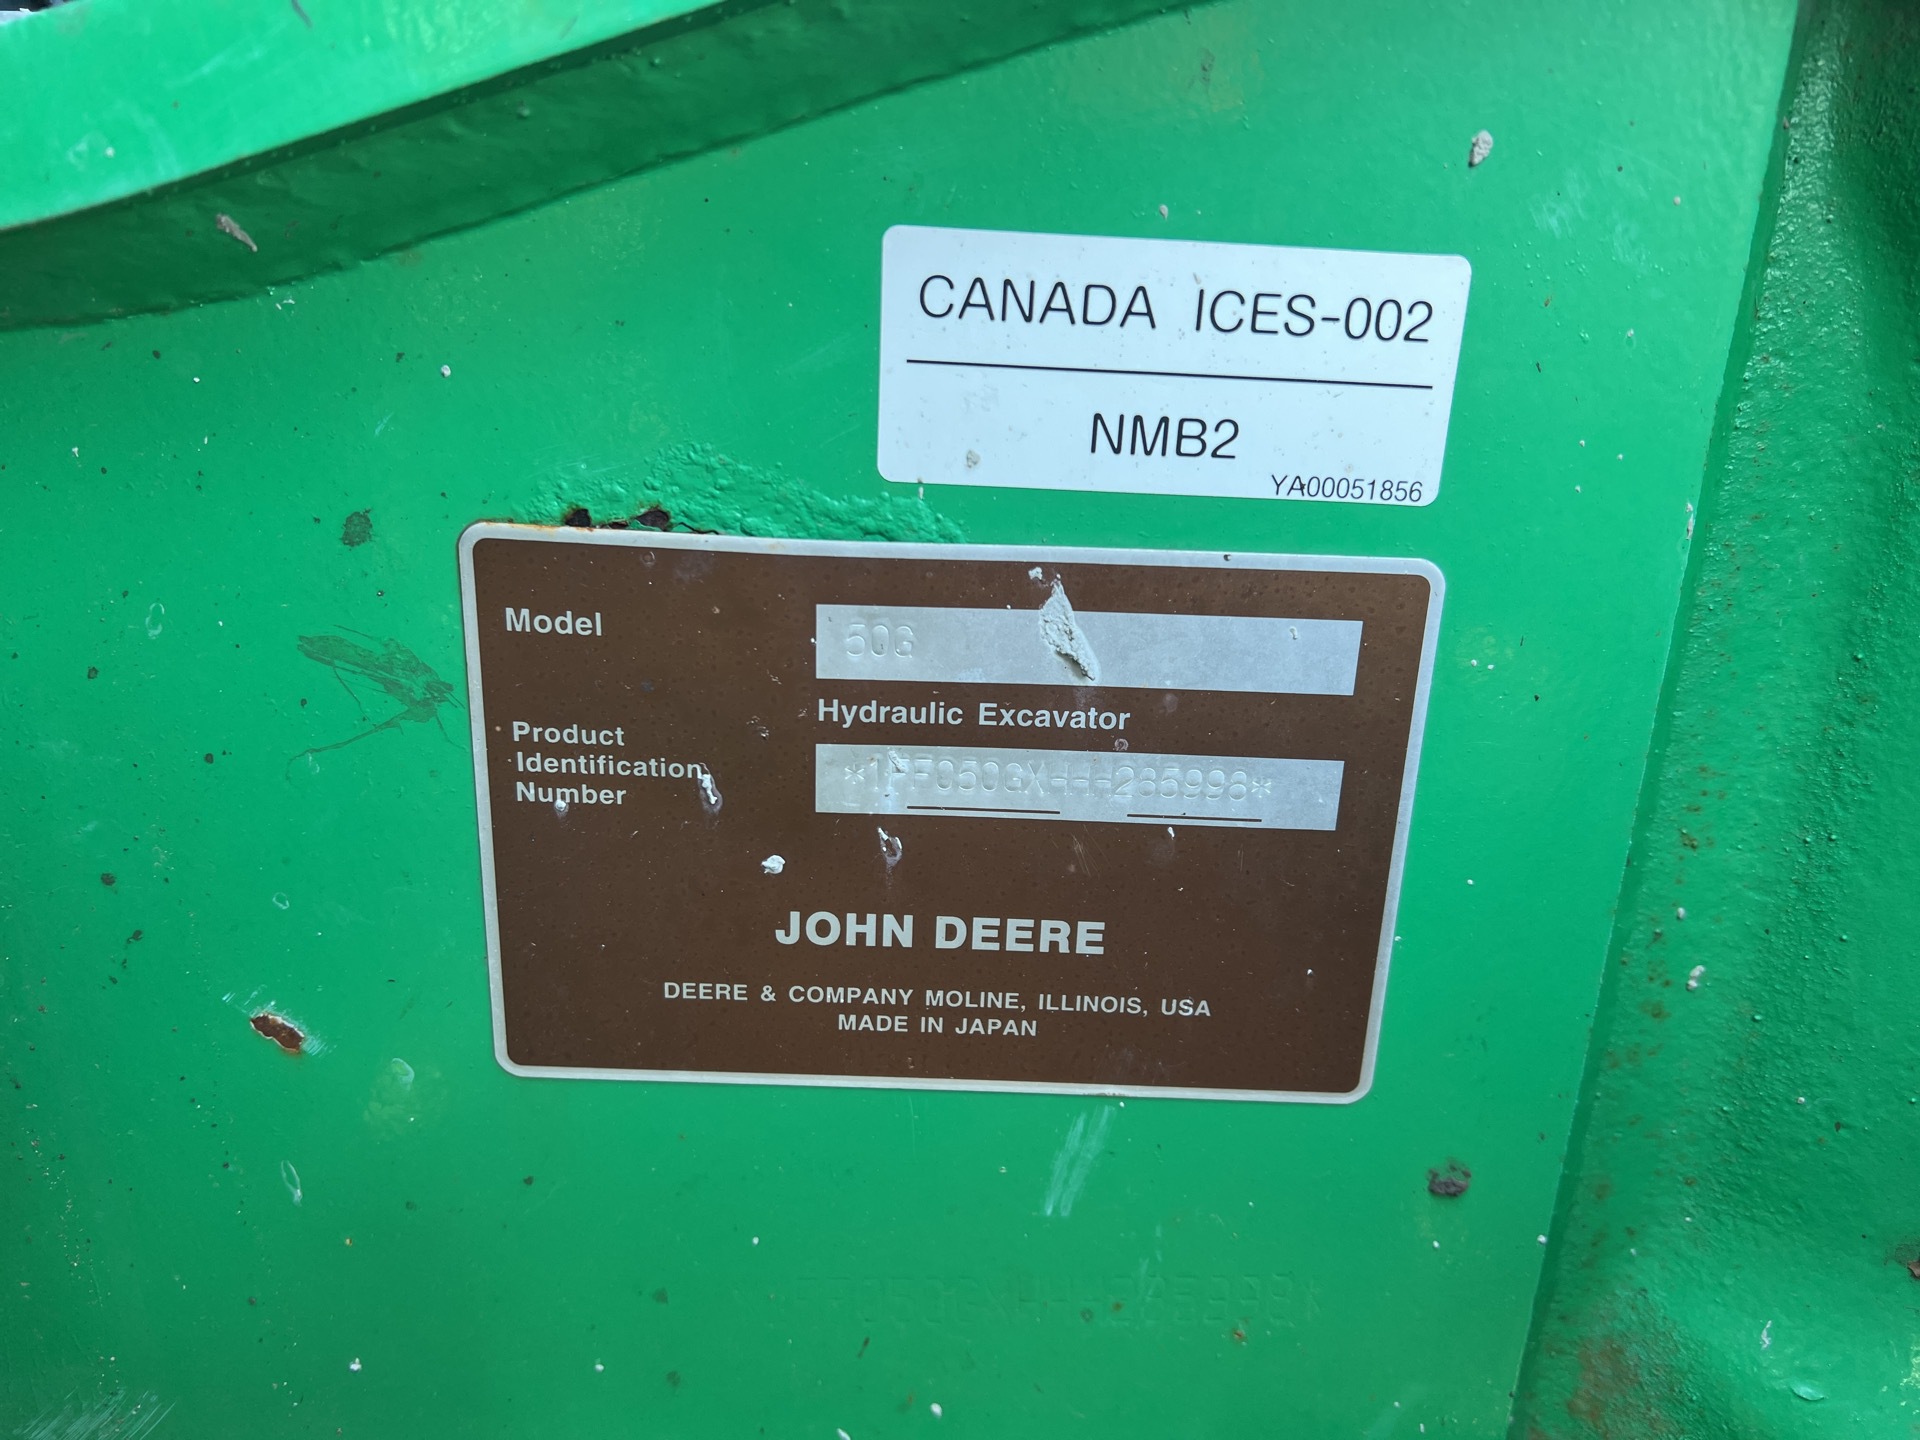 CANADA ICES-002
NMB2
YA00051856
Model
50G
Hydraulic Excavator
Product
Identification
Number
*1FF050GXHHH285998*
JOHN DEERE
DEERE & COMPANY MOLINE, ILLINOIS, USA
MADE IN JAPAN